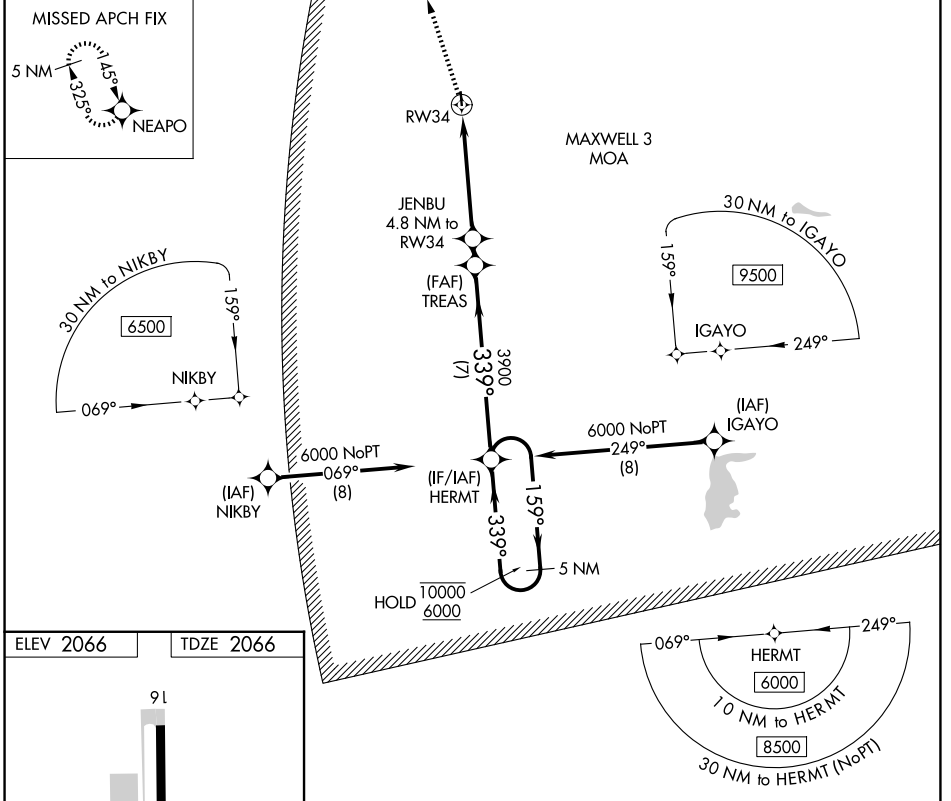 MISSED APCH FIX
5 NM
145°
325°
NEAPO
RW34
MAXWELL 3
MOA
JENBU
4.8 NM to
RW34
(FAF)
TREAS
30 NM to NIKBY
159°
6500
NIKBY
069°
30 NM to IGAYO
159°
9500
IGAYO
249°
3900
339°
(7)
(IAF)
IGAYO
6000 NoPT
249°
(8)
6000 NoPT
069°
(8)
(IAF)
NIKBY
(IF/IAF)
HERMT
159°
339°
5 NM
HOLD 10000
6000
069°
249°
HERMT
6000
10 NM to HERMT
8500
30 NM to HERMT (NoPT)
ELEV 2066
TDZE 2066
16